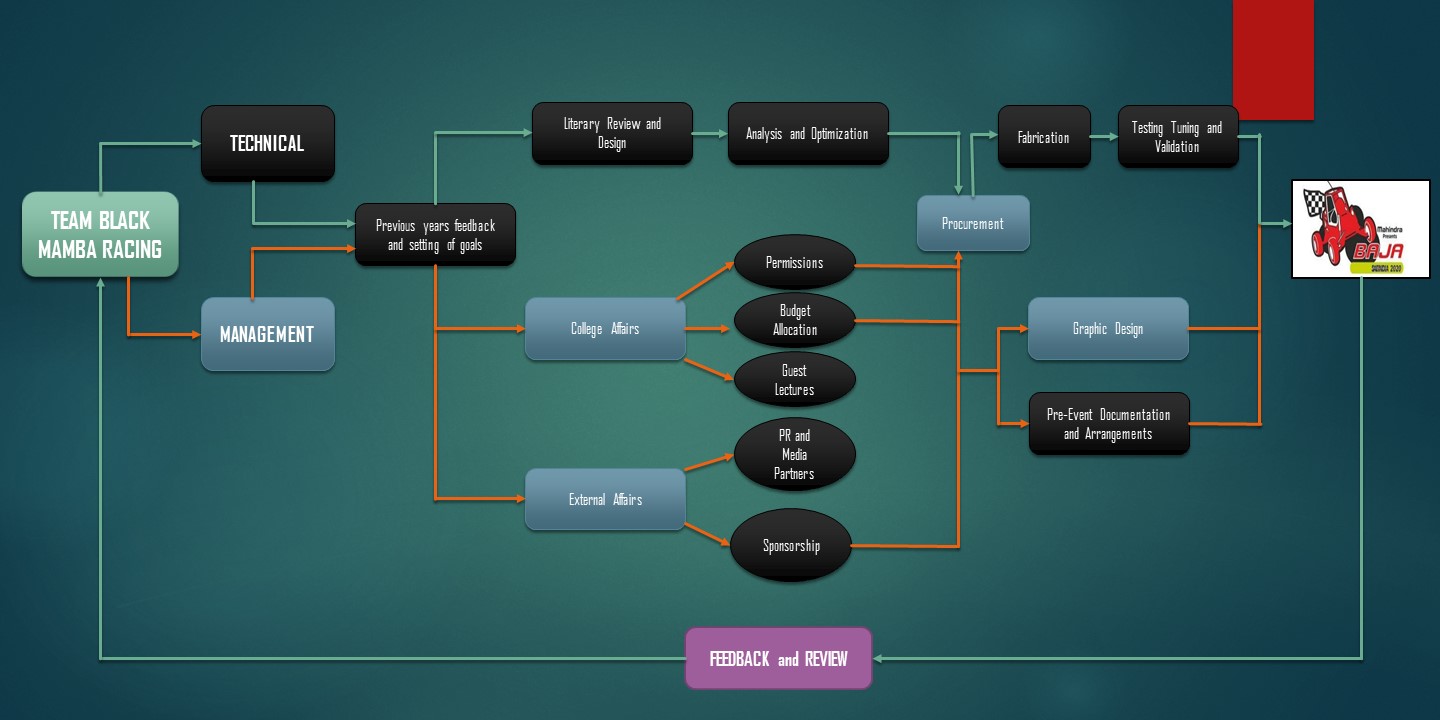 TECHNICAL
TEAM BLACK
MAMBA RACING
MANAGEMENT
Previous years feedback
and setting of goals
Literary Review and
Design
Analysis and Optimization
Procurement
Fabrication
Testing Tuning and
Validation
Mahindra
Presents
BAJA
SAEINDIA 2020
College Affairs
Permissions
Budget
Allocation
Guest
Lectures
External Affairs
PR and
Media
Partners
Sponsorship
Graphic Design
Pre-Event Documentation
and Arrangements
FEEDBACK and REVIEW